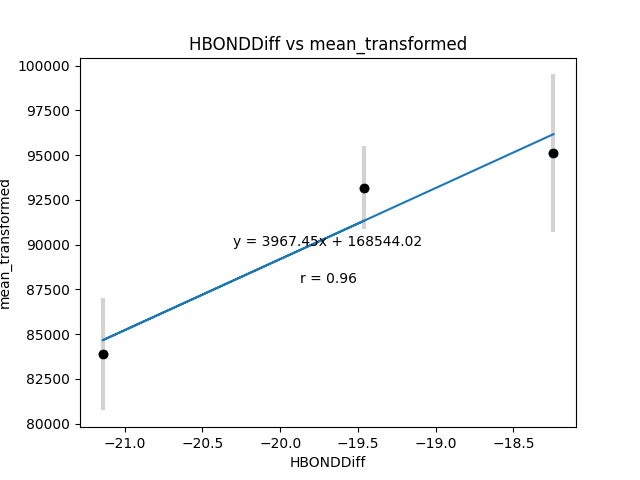 HBONDDiff vs mean_transformed
100000
97500
95000
92500
90000
87500
85000
82500
80000
mean_transformed
y = 3967.45x + 168544.02
r = 0.96
−21.0 −20.5 −20.0 −19.5 −19.0 −18.5
HBONDDiff